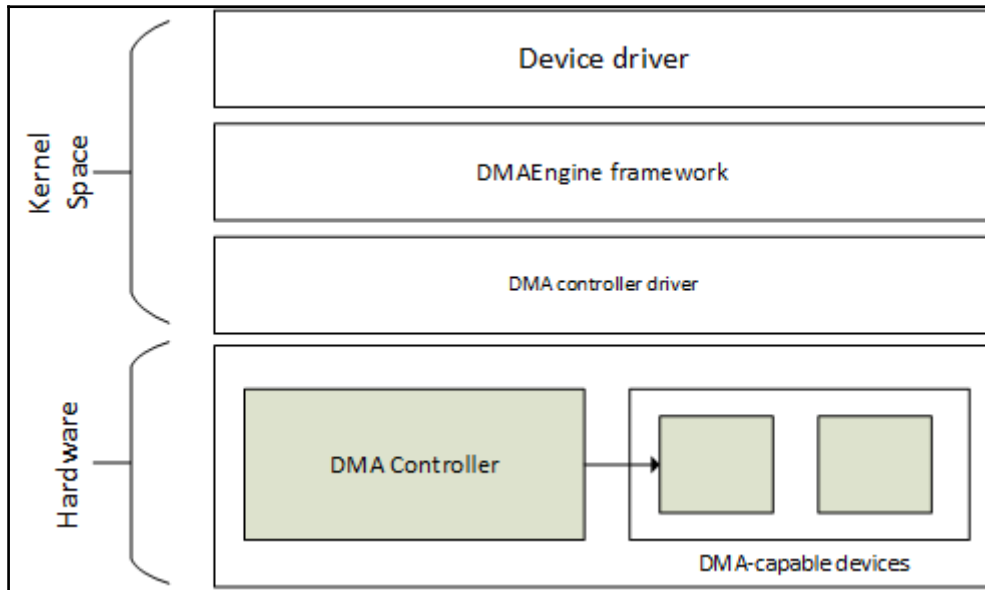 Kernel
Space
Device driver
DMAEngine framework
DMA controller driver
Hardware
DMA Controller
DMA-capable devices